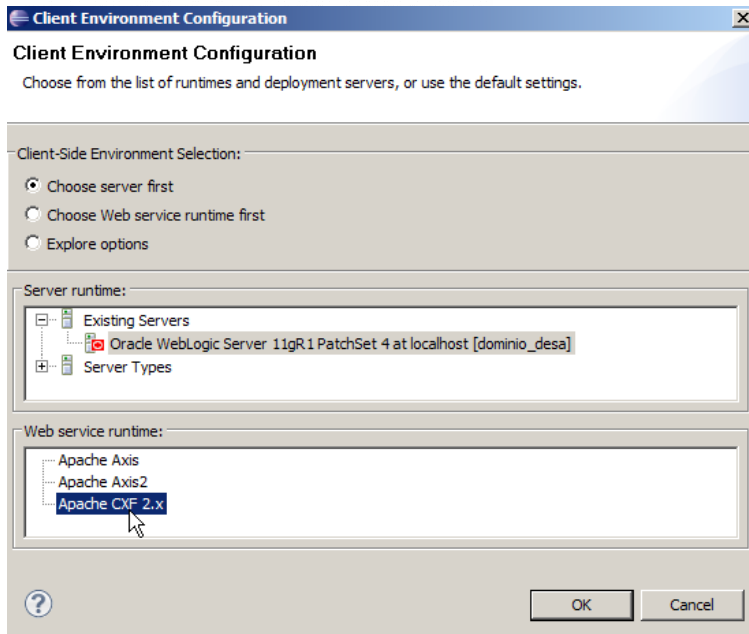 Client Environment Configuration
Client Environment Configuration
Choose from the list of runtimes and deployment servers, or use the default settings.
Client-Side Environment Selection:
Choose server first
Choose Web service runtime first
Explore options
Server runtime:
Existing Servers
Oracle WebLogic Server 11gR1 PatchSet 4 at localhost [dominio_desa]
Server Types
Web service runtime:
Apache Axis
Apache Axis2
Apache CXF 2.x
?
OK Cancel